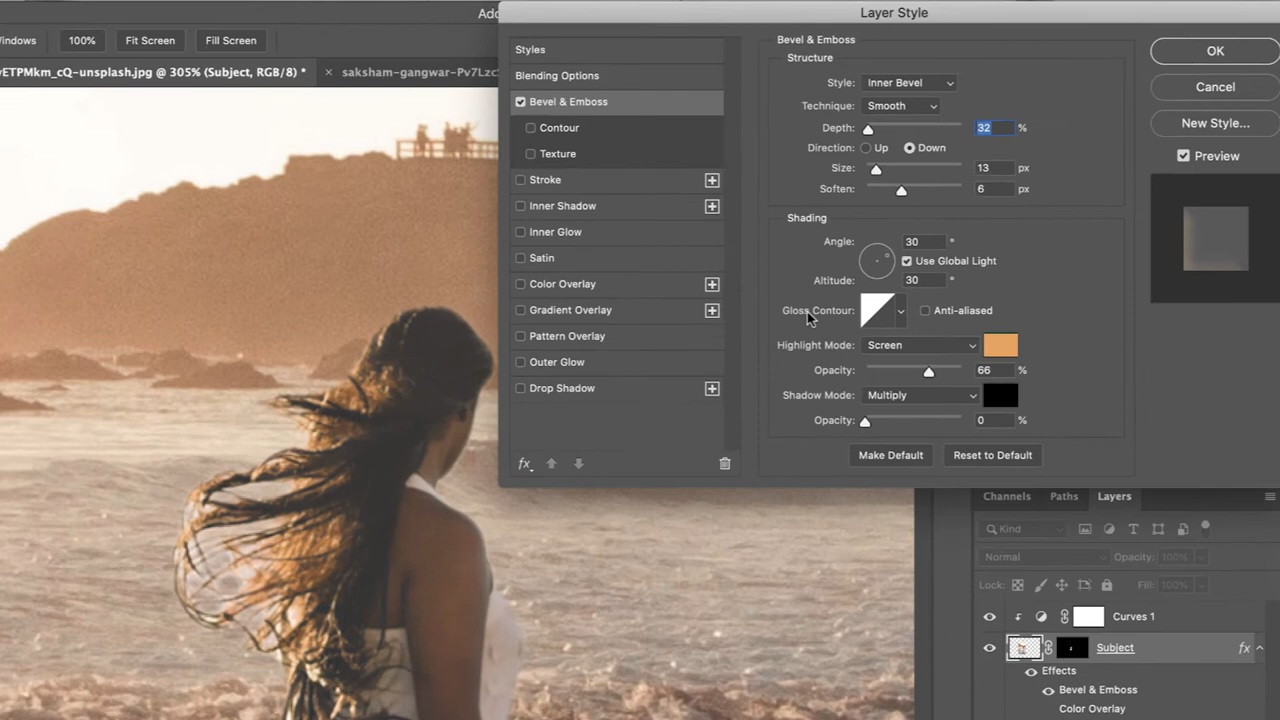 Ado
Layer Style
indows
100%
Fit Screen
Fill Screen
yETPMkm_cQ-unsplash.jpg @ 305% (Subject, RGB/8) *
× saksham-gangwar-Pv7Lzc
Styles
Blending Options
Bevel & Emboss
Contour
Texture
Stroke
Inner Shadow
Inner Glow
Satin
Color Overlay
Gradient Overlay
Pattern Overlay
Outer Glow
Drop Shadow
fx
Bevel & Emboss
Structure
Style: Inner Bevel
Technique: Smooth
Depth: 32 %
Direction: Up Down
Size: 13 px
Soften: 6 px
Shading
Angle: 30 °
Use Global Light
Altitude: 30 °
Gloss Contour: Anti-aliased
Highlight Mode: Screen
Opacity: 66 %
Shadow Mode: Multiply
Opacity: 0 %
Make Default Reset to Default
OK
Cancel
New Style...
Preview
Channels Paths Layers
Kind
Normal Opacity: 100%
Lock: Fill: 100%
Curves 1
Subject fx
Effects
Bevel & Emboss
Color Overlay